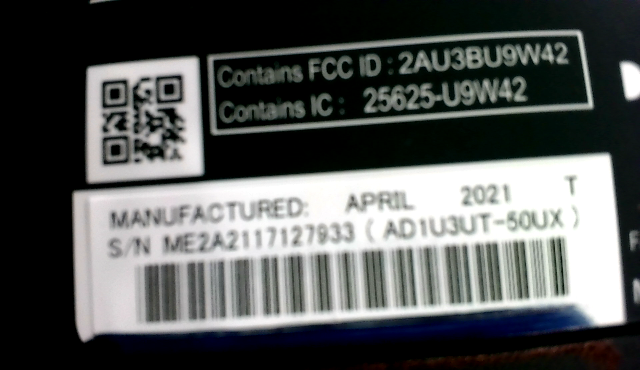 Contains FCC ID : 2AU3BU9W42
Contains IC : 25625-U9W42
MANUFACTURED: APRIL 2021 T
S/N ME2A2117127933 ( AD1U3UT-50UX )